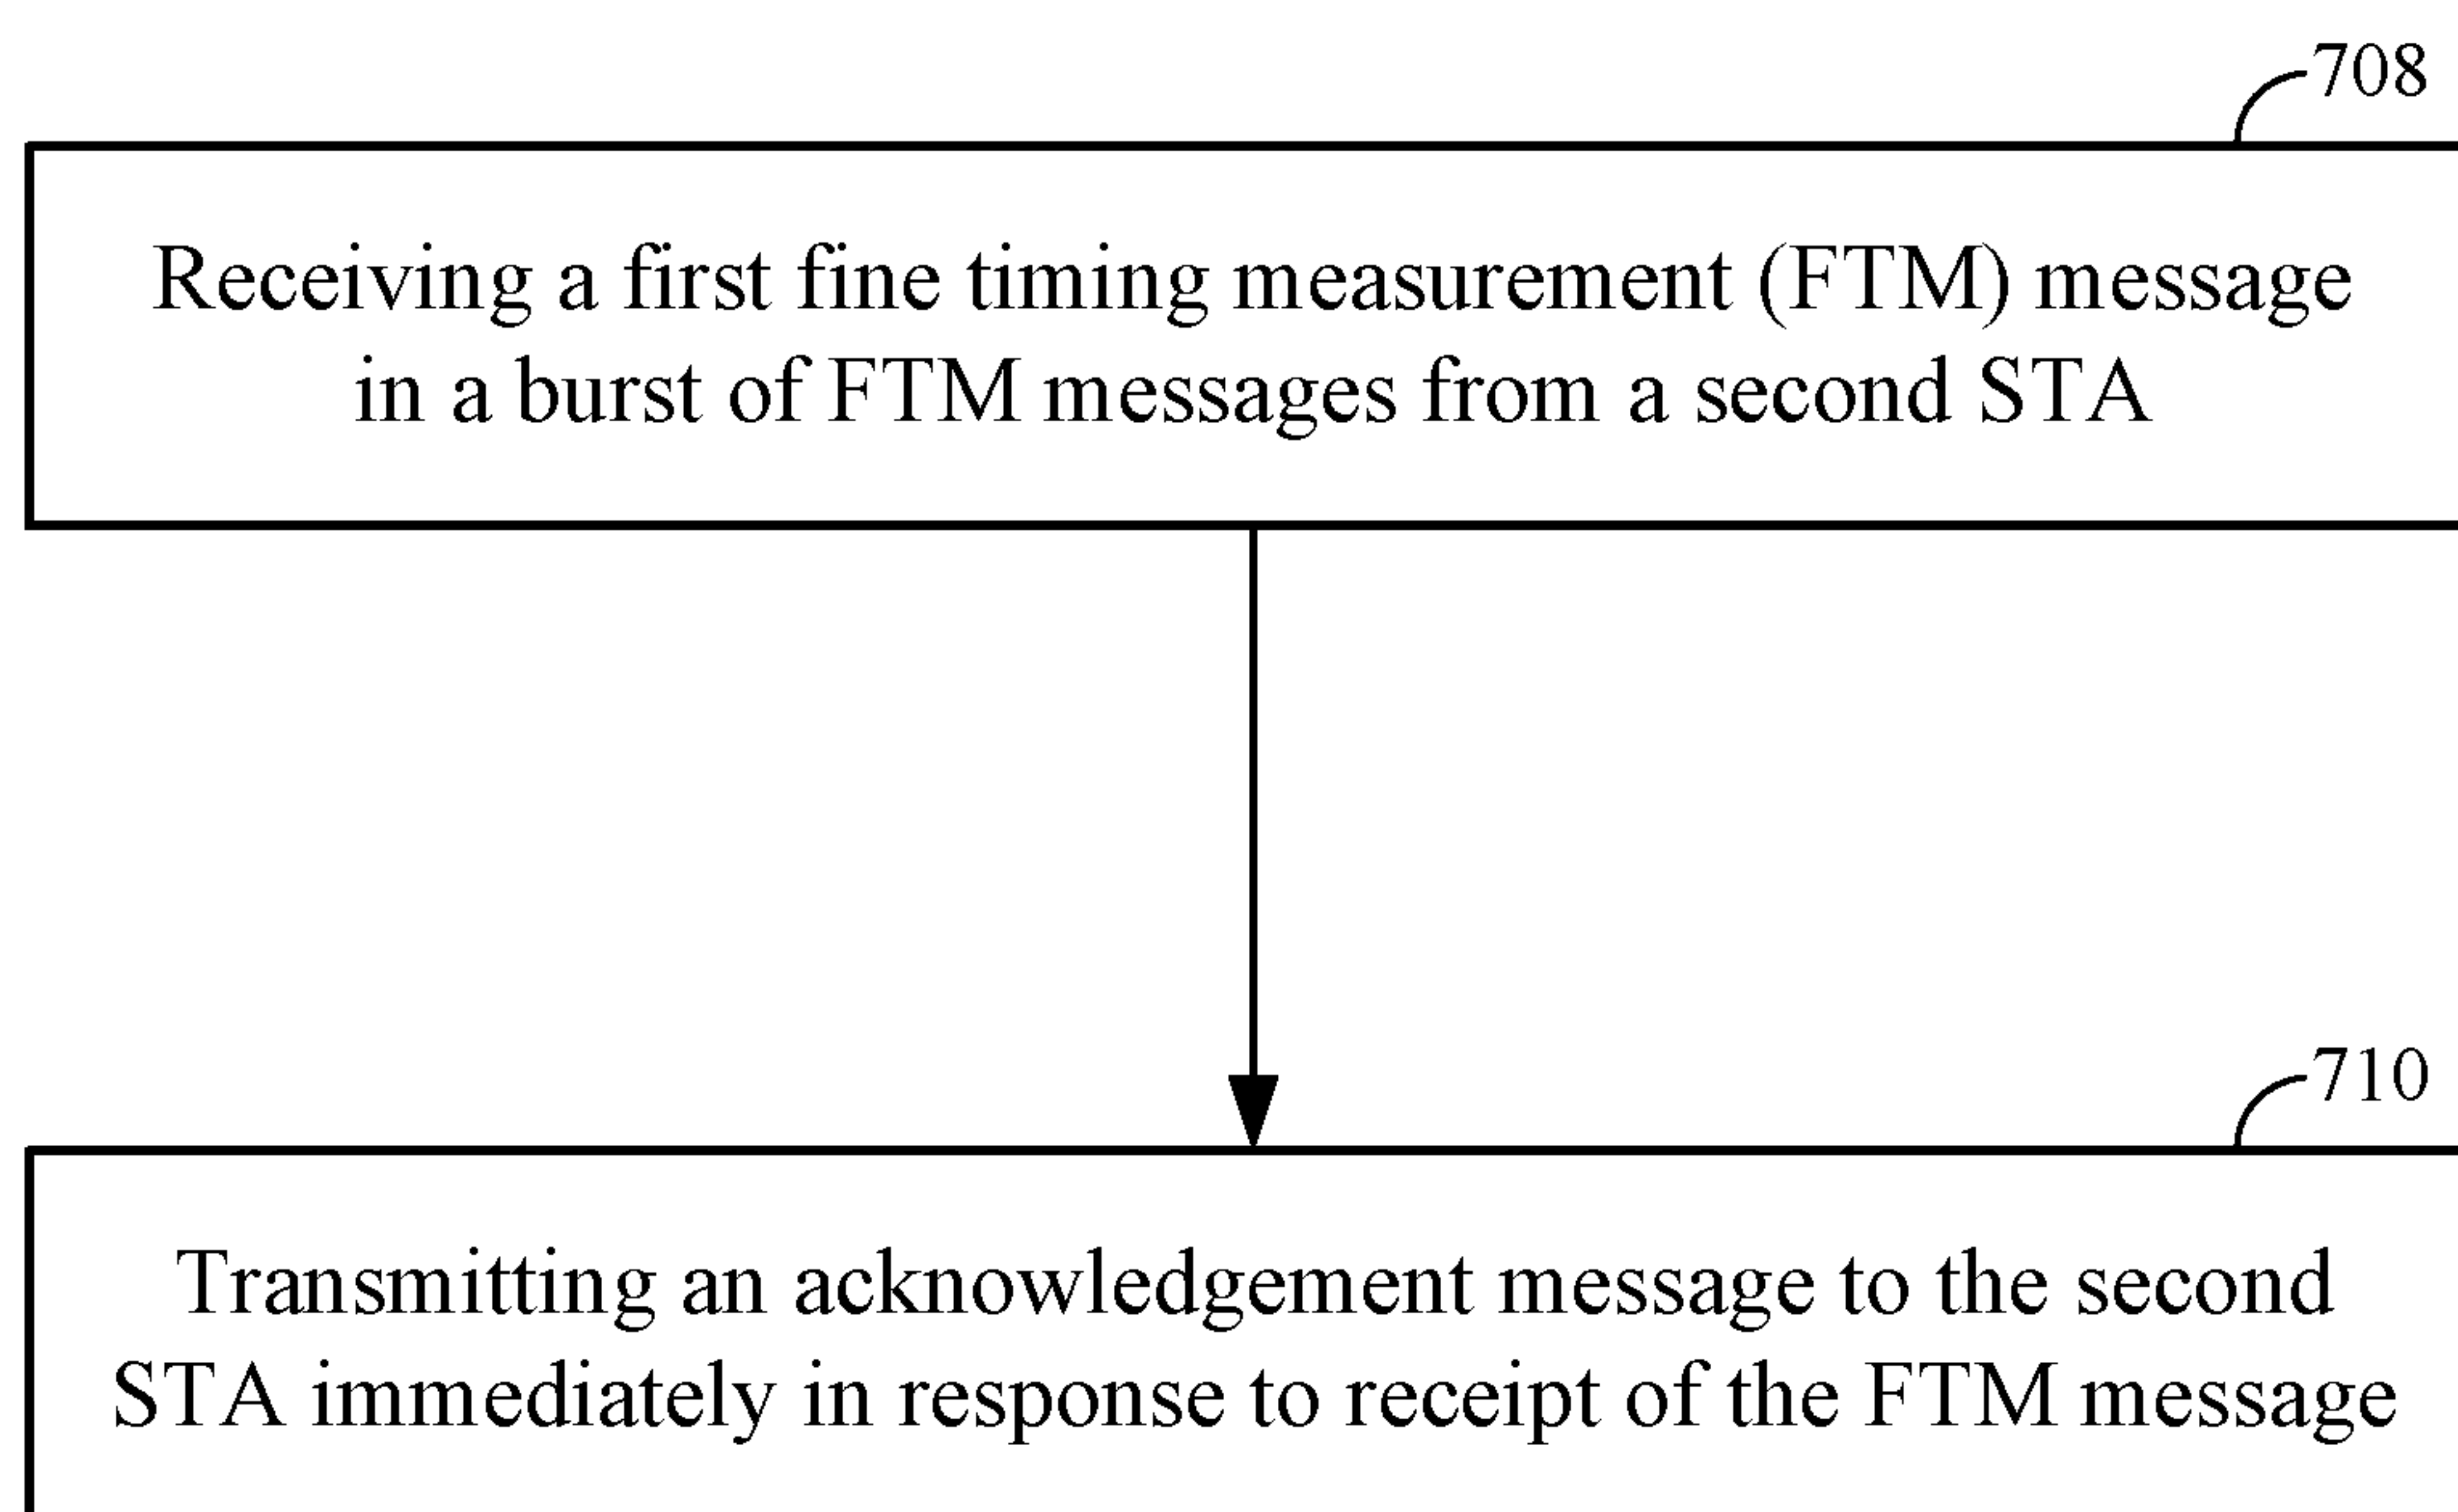 708
Receiving a first fine timing measurement (FTM) message
in a burst of FTM messages from a second STA
710
Transmitting an acknowledgement message to the second
STA immediately in response to receipt of the FTM message